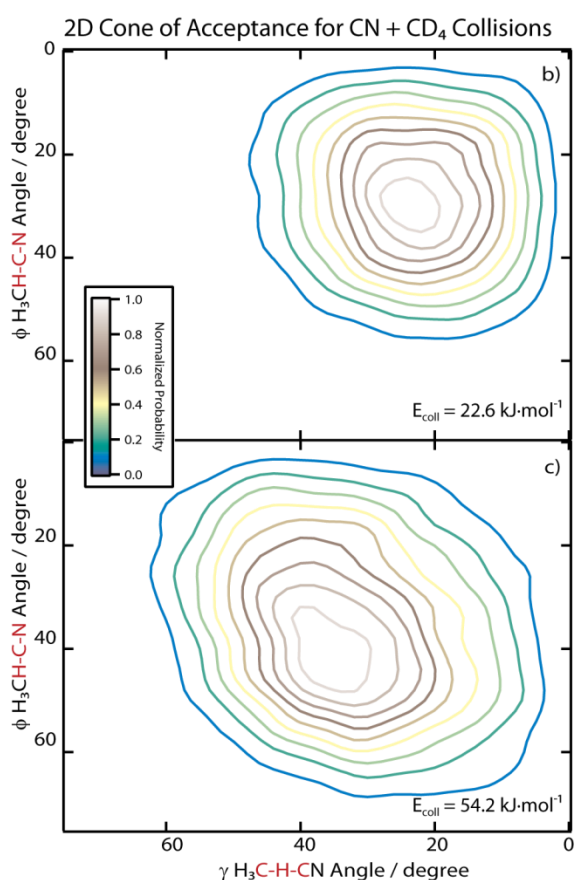 2D Cone of Acceptance for CN + CD₄ Collisions
b)
0
20
40
60
ϕ H₃CH-C-N Angle / degree
1.0
0.8
0.6
0.4
0.2
0.0
Normalized Probability
E_coll = 22.6 kJ·mol⁻¹
c)
20
40
60
ϕ H₃CH-C-N Angle / degree
E_coll = 54.2 kJ·mol⁻¹
60
40
20
0
γ H₃C-H-CN Angle / degree